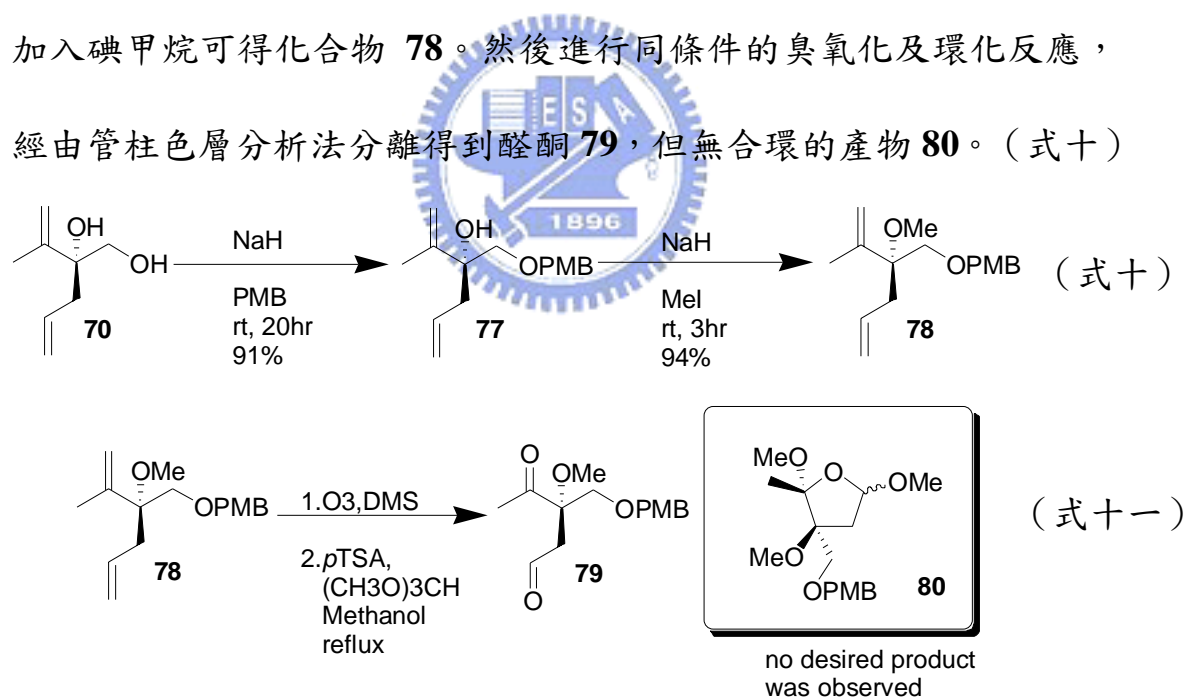 加入碘甲烷可得化合物 78。然後進行同條件的臭氧化及環化反應，
經由管柱色層分析法分離得到醛酮 79，但無合環的產物 80。（式十）
ES
1896
OH
OH
70
NaH
PMB
rt, 20hr
91%
OH
OPMB
77
NaH
MeI
rt, 3hr
94%
OMe
OPMB
78
（式十）
OMe
OPMB
78
1.O3,DMS
2.pTSA,
(CH3O)3CH
Methanol
reflux
O
OMe
OPMB
79
O
MeO
O
OMe
MeO
OPMB
80
no desired product
was observed
（式十一）